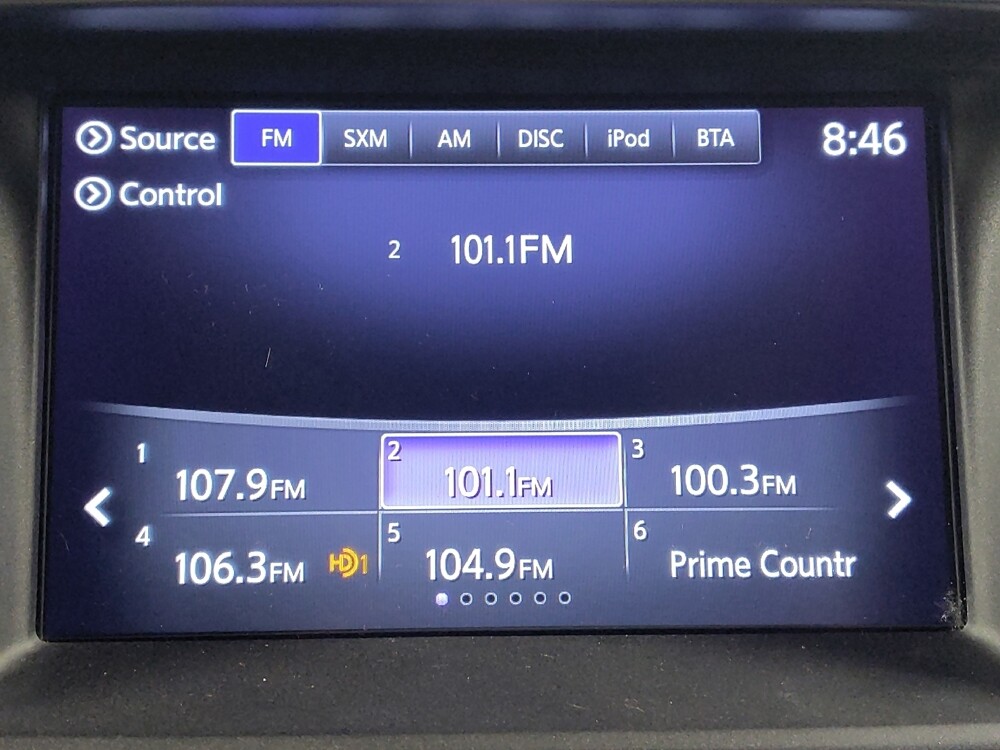 Source FM SXM AM DISC iPod BTA 8:46
Control
2 101.1FM
1 2 3
107.9FM 101.1FM 100.3FM
4 5 6
106.3FM HD1 104.9FM Prime Countr